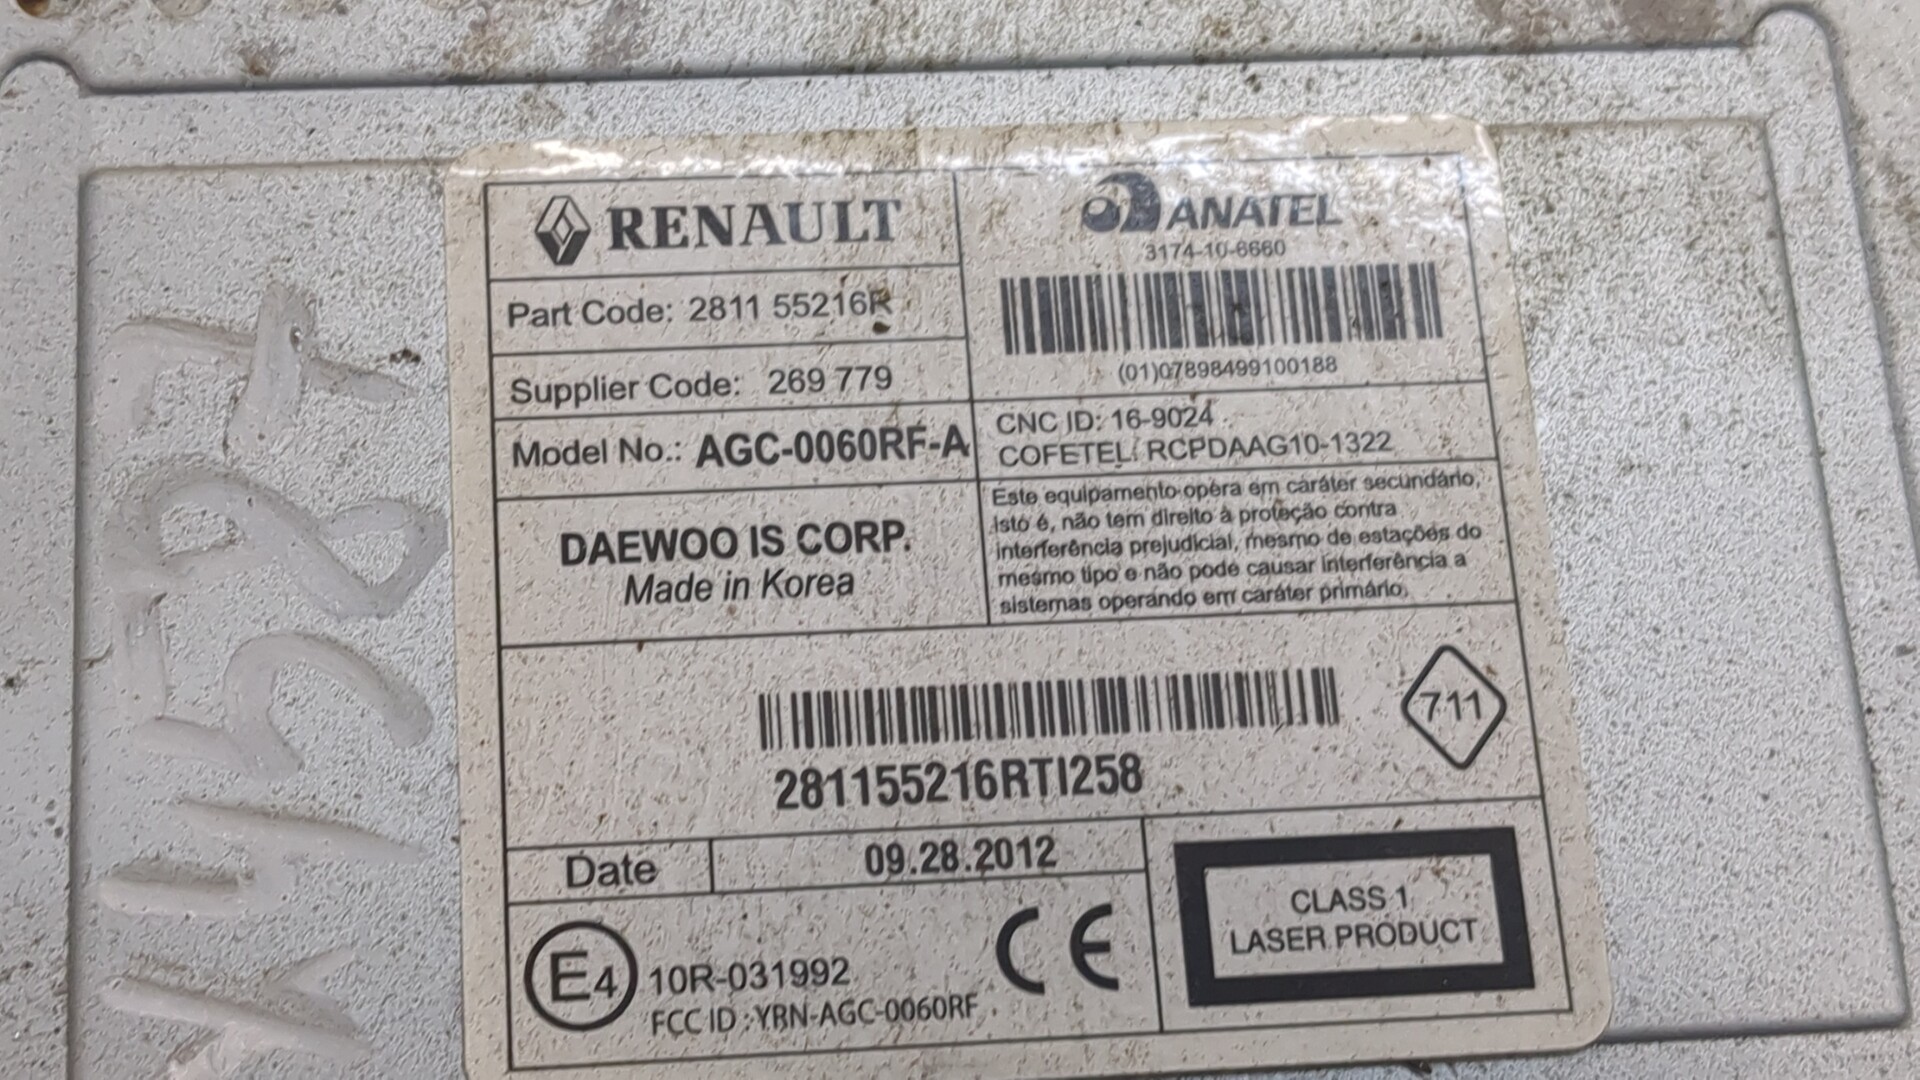 RENAULT
ANATEL
3174-10-6660
Part Code: 2811 55216R
(01)07898499100188
Supplier Code: 269 779
CNC ID: 16-9024
COFETEL: RCPDAAG10-1322
Model No.: AGC-0060RF-A
Este equipamento opera em caráter secundário,
isto é, não tem direito à proteção contra
interferência prejudicial, mesmo de estações do
mesmo tipo e não pode causar interferência a
sistemas operando em caráter primário.
DAEWOO IS CORP.
Made in Korea
711
281155216RTI258
Date 09.28.2012
CLASS 1
LASER PRODUCT
E4 10R-031992 CE
FCC ID : YBN-AGC-0060RF